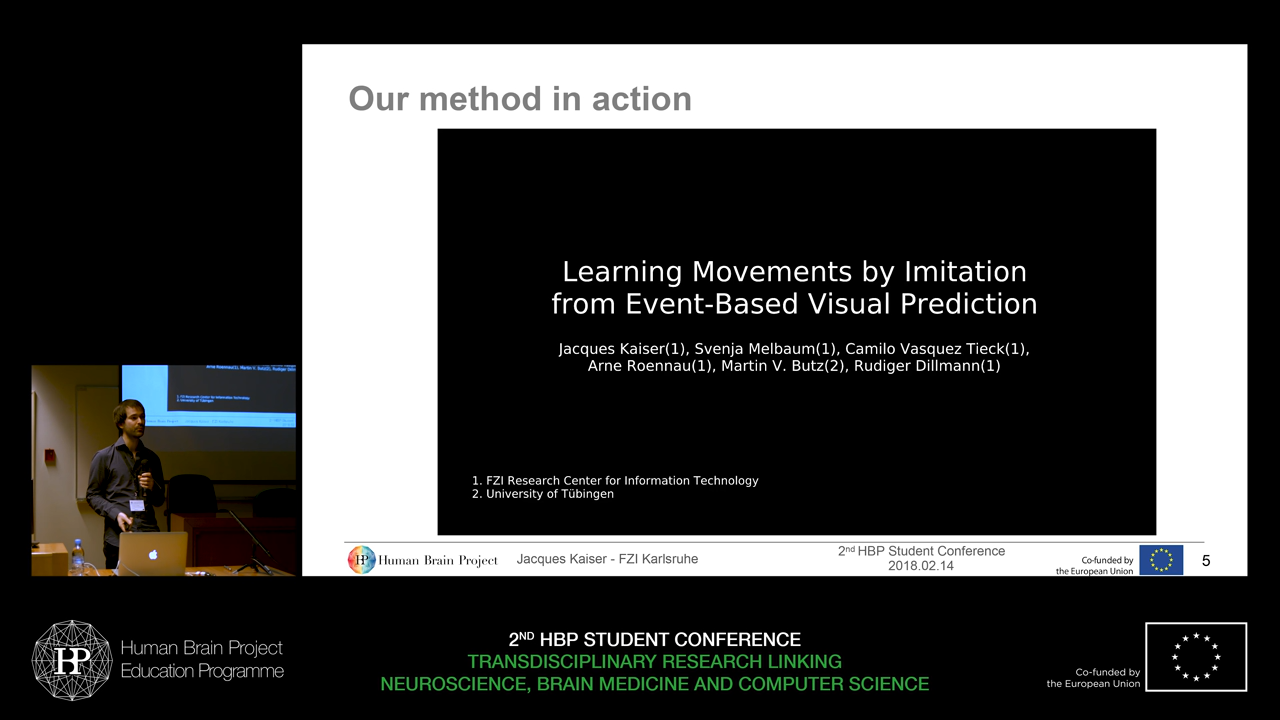 Our method in action
Learning Movements by Imitation
from Event-Based Visual Prediction
Jacques Kaiser(1), Svenja Melbaum(1), Camilo Vasquez Tieck(1),
Arne Roennau(1), Martin V. Butz(2), Rudiger Dillmann(1)
1. FZI Research Center for Information Technology
2. University of Tübingen
HBP Human Brain Project
Jacques Kaiser - FZI Karlsruhe
2nd HBP Student Conference
2018.02.14
Co-funded by
the European Union
5
HBP
Human Brain Project
Education Programme
2ND HBP STUDENT CONFERENCE
TRANSDISCIPLINARY RESEARCH LINKING
NEUROSCIENCE, BRAIN MEDICINE AND COMPUTER SCIENCE
Co-funded by
the European Union